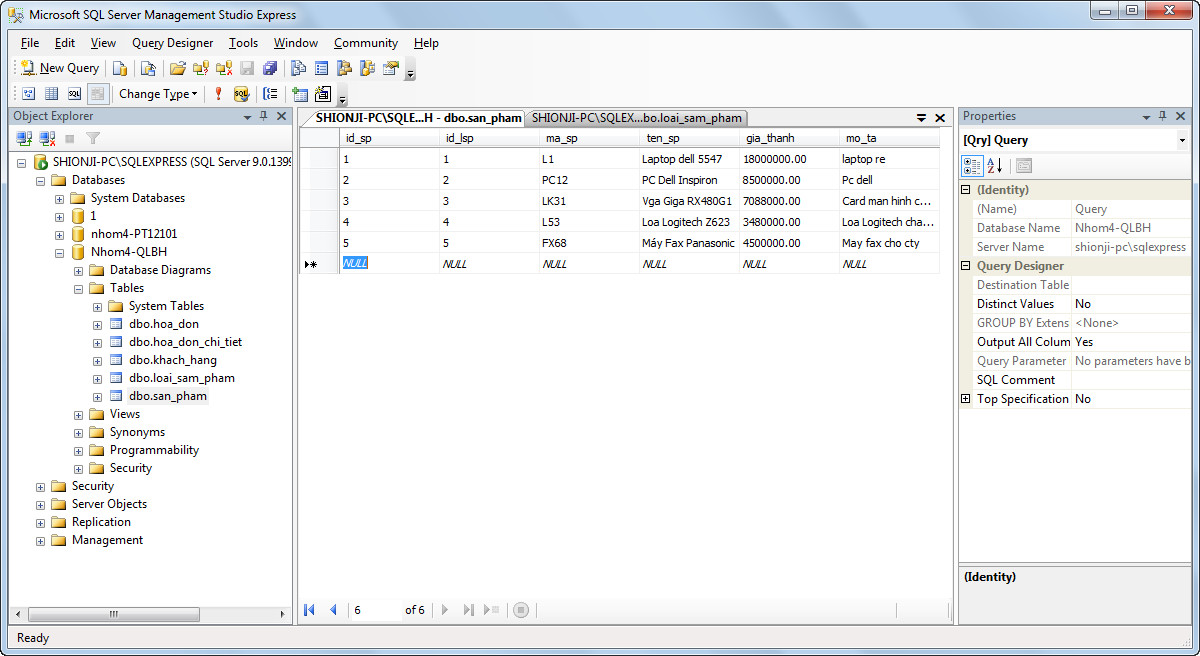 Microsoft SQL Server Management Studio Express
File Edit View Query Designer Tools Window Community Help
New Query
SQL Change Type SQL
Object Explorer
SHIONJI-PC\SQLEXPRESS (SQL Server 9.0.1399
Databases
System Databases
1
nhom4-PT12101
Nhom4-QLBH
Database Diagrams
Tables
System Tables
dbo.hoa_don
dbo.hoa_don_chi_tiet
dbo.khach_hang
dbo.loai_sam_pham
dbo.san_pham
Views
Synonyms
Programmability
Security
Security
Server Objects
Replication
Management
SHIONJI-PC\SQLE...H - dbo.san_pham SHIONJI-PC\SQLEX...bo.loai_sam_pham
id_sp id_lsp ma_sp ten_sp gia_thanh mo_ta
1 1 L1 Laptop dell 5547 18000000.00 laptop re
2 2 PC12 PC Dell Inspiron 8500000.00 Pc dell
3 3 LK31 Vga Giga RX480G1 7088000.00 Card man hinh c...
4 4 L53 Loa Logitech Z623 3480000.00 Loa Logitech cha...
5 5 FX68 Máy Fax Panasonic 4500000.00 May fax cho cty
NULL NULL NULL NULL NULL NULL
6 of 6
Properties
[Qry] Query
(Identity)
(Name) Query
Database Name Nhom4-QLBH
Server Name shionji-pc\sqlexpress
Query Designer
Destination Table
Distinct Values No
GROUP BY Extens <None>
Output All Colum Yes
Query Parameter No parameters have b
SQL Comment
Top Specification No
(Identity)
Ready